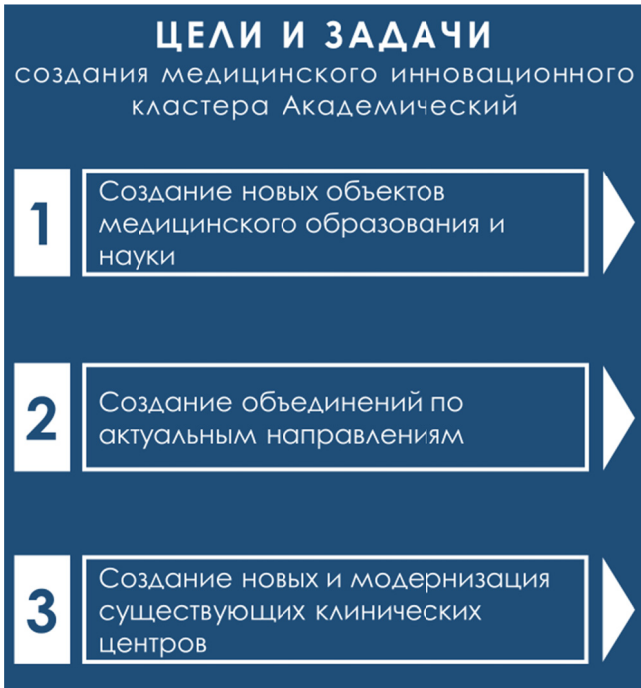 ЦЕЛИ И ЗАДАЧИ
создания медицинского инновационного
кластера Академический
1
Создание новых объектов
медицинского образования и
науки
2
Создание объединений по
актуальным направлениям
3
Создание новых и модернизация
существующих клинических
центров